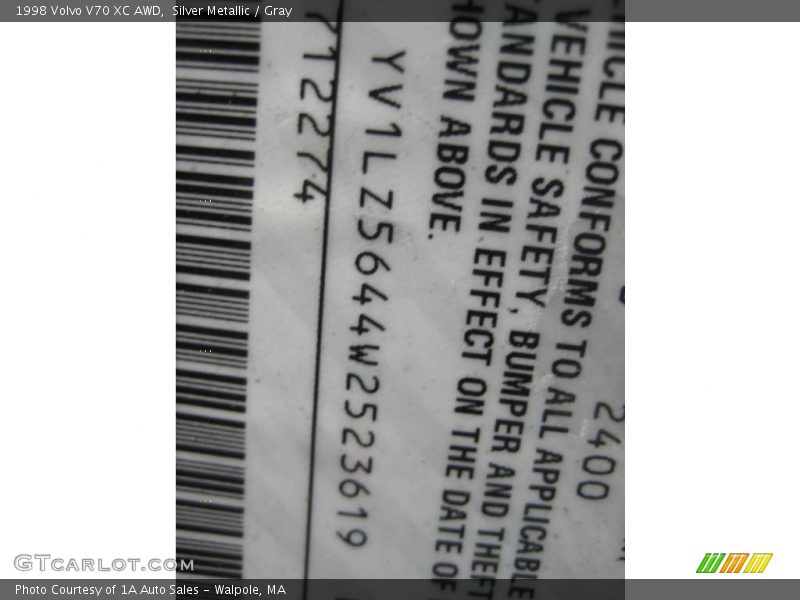 1998 Volvo V70 XC AWD, Silver Metallic / Gray
2400
HICLE CONFORMS TO ALL APPLICABLE
VEHICLE SAFETY, BUMPER AND THEFT
ANDARDS IN EFFECT ON THE DATE OF
HOWN ABOVE.
YV1LZ5644W2523619
712274
GTcarlot.com
Photo Courtesy of 1A Auto Sales - Walpole, MA